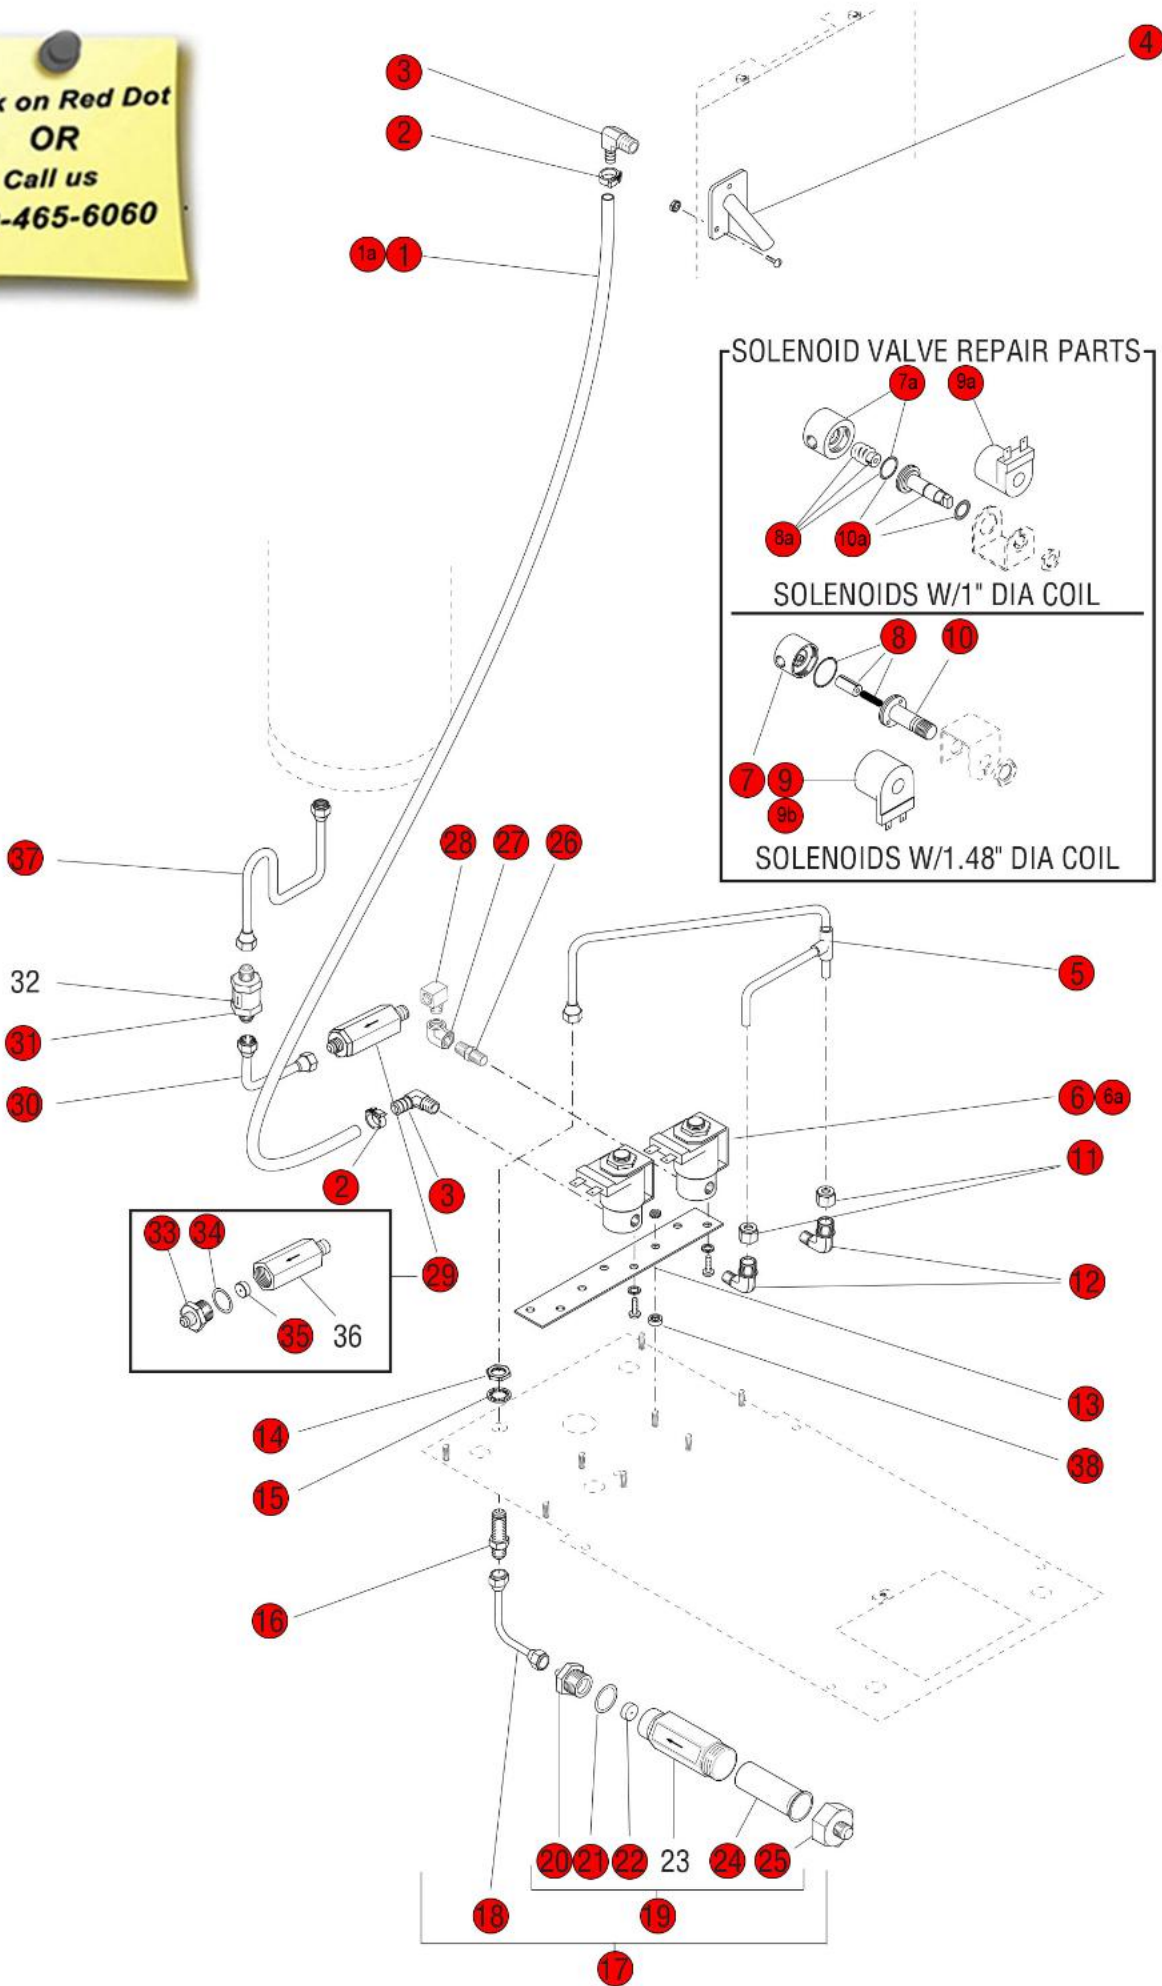 on Red Dot
OR
Call us
-465-6060
3
4
2
1a 1
SOLENOID VALVE REPAIR PARTS
7a 9a
8a 10a
SOLENOIDS W/1" DIA COIL
8 10
7 9
9b
SOLENOIDS W/1.48" DIA COIL
28 27 26
37
5
32
31
30
6 6a
11
2 3
33 34
29
12
35 36
13
14
38
15
16
20 21 22 23 24 25
18 19
17